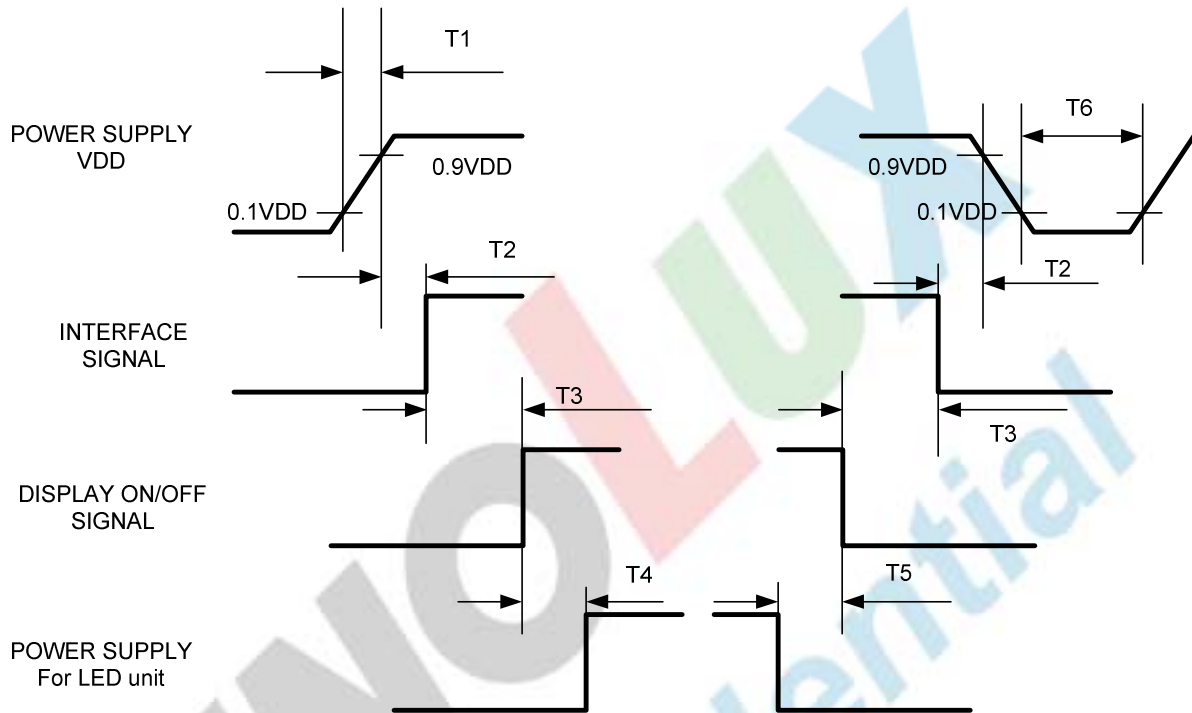 T1
T6
POWER SUPPLY
VDD
0.9VDD
0.9VDD
0.1VDD
0.1VDD
T2
T2
INTERFACE
SIGNAL
T3
T3
DISPLAY ON/OFF
SIGNAL
T4
T5
POWER SUPPLY
For LED unit